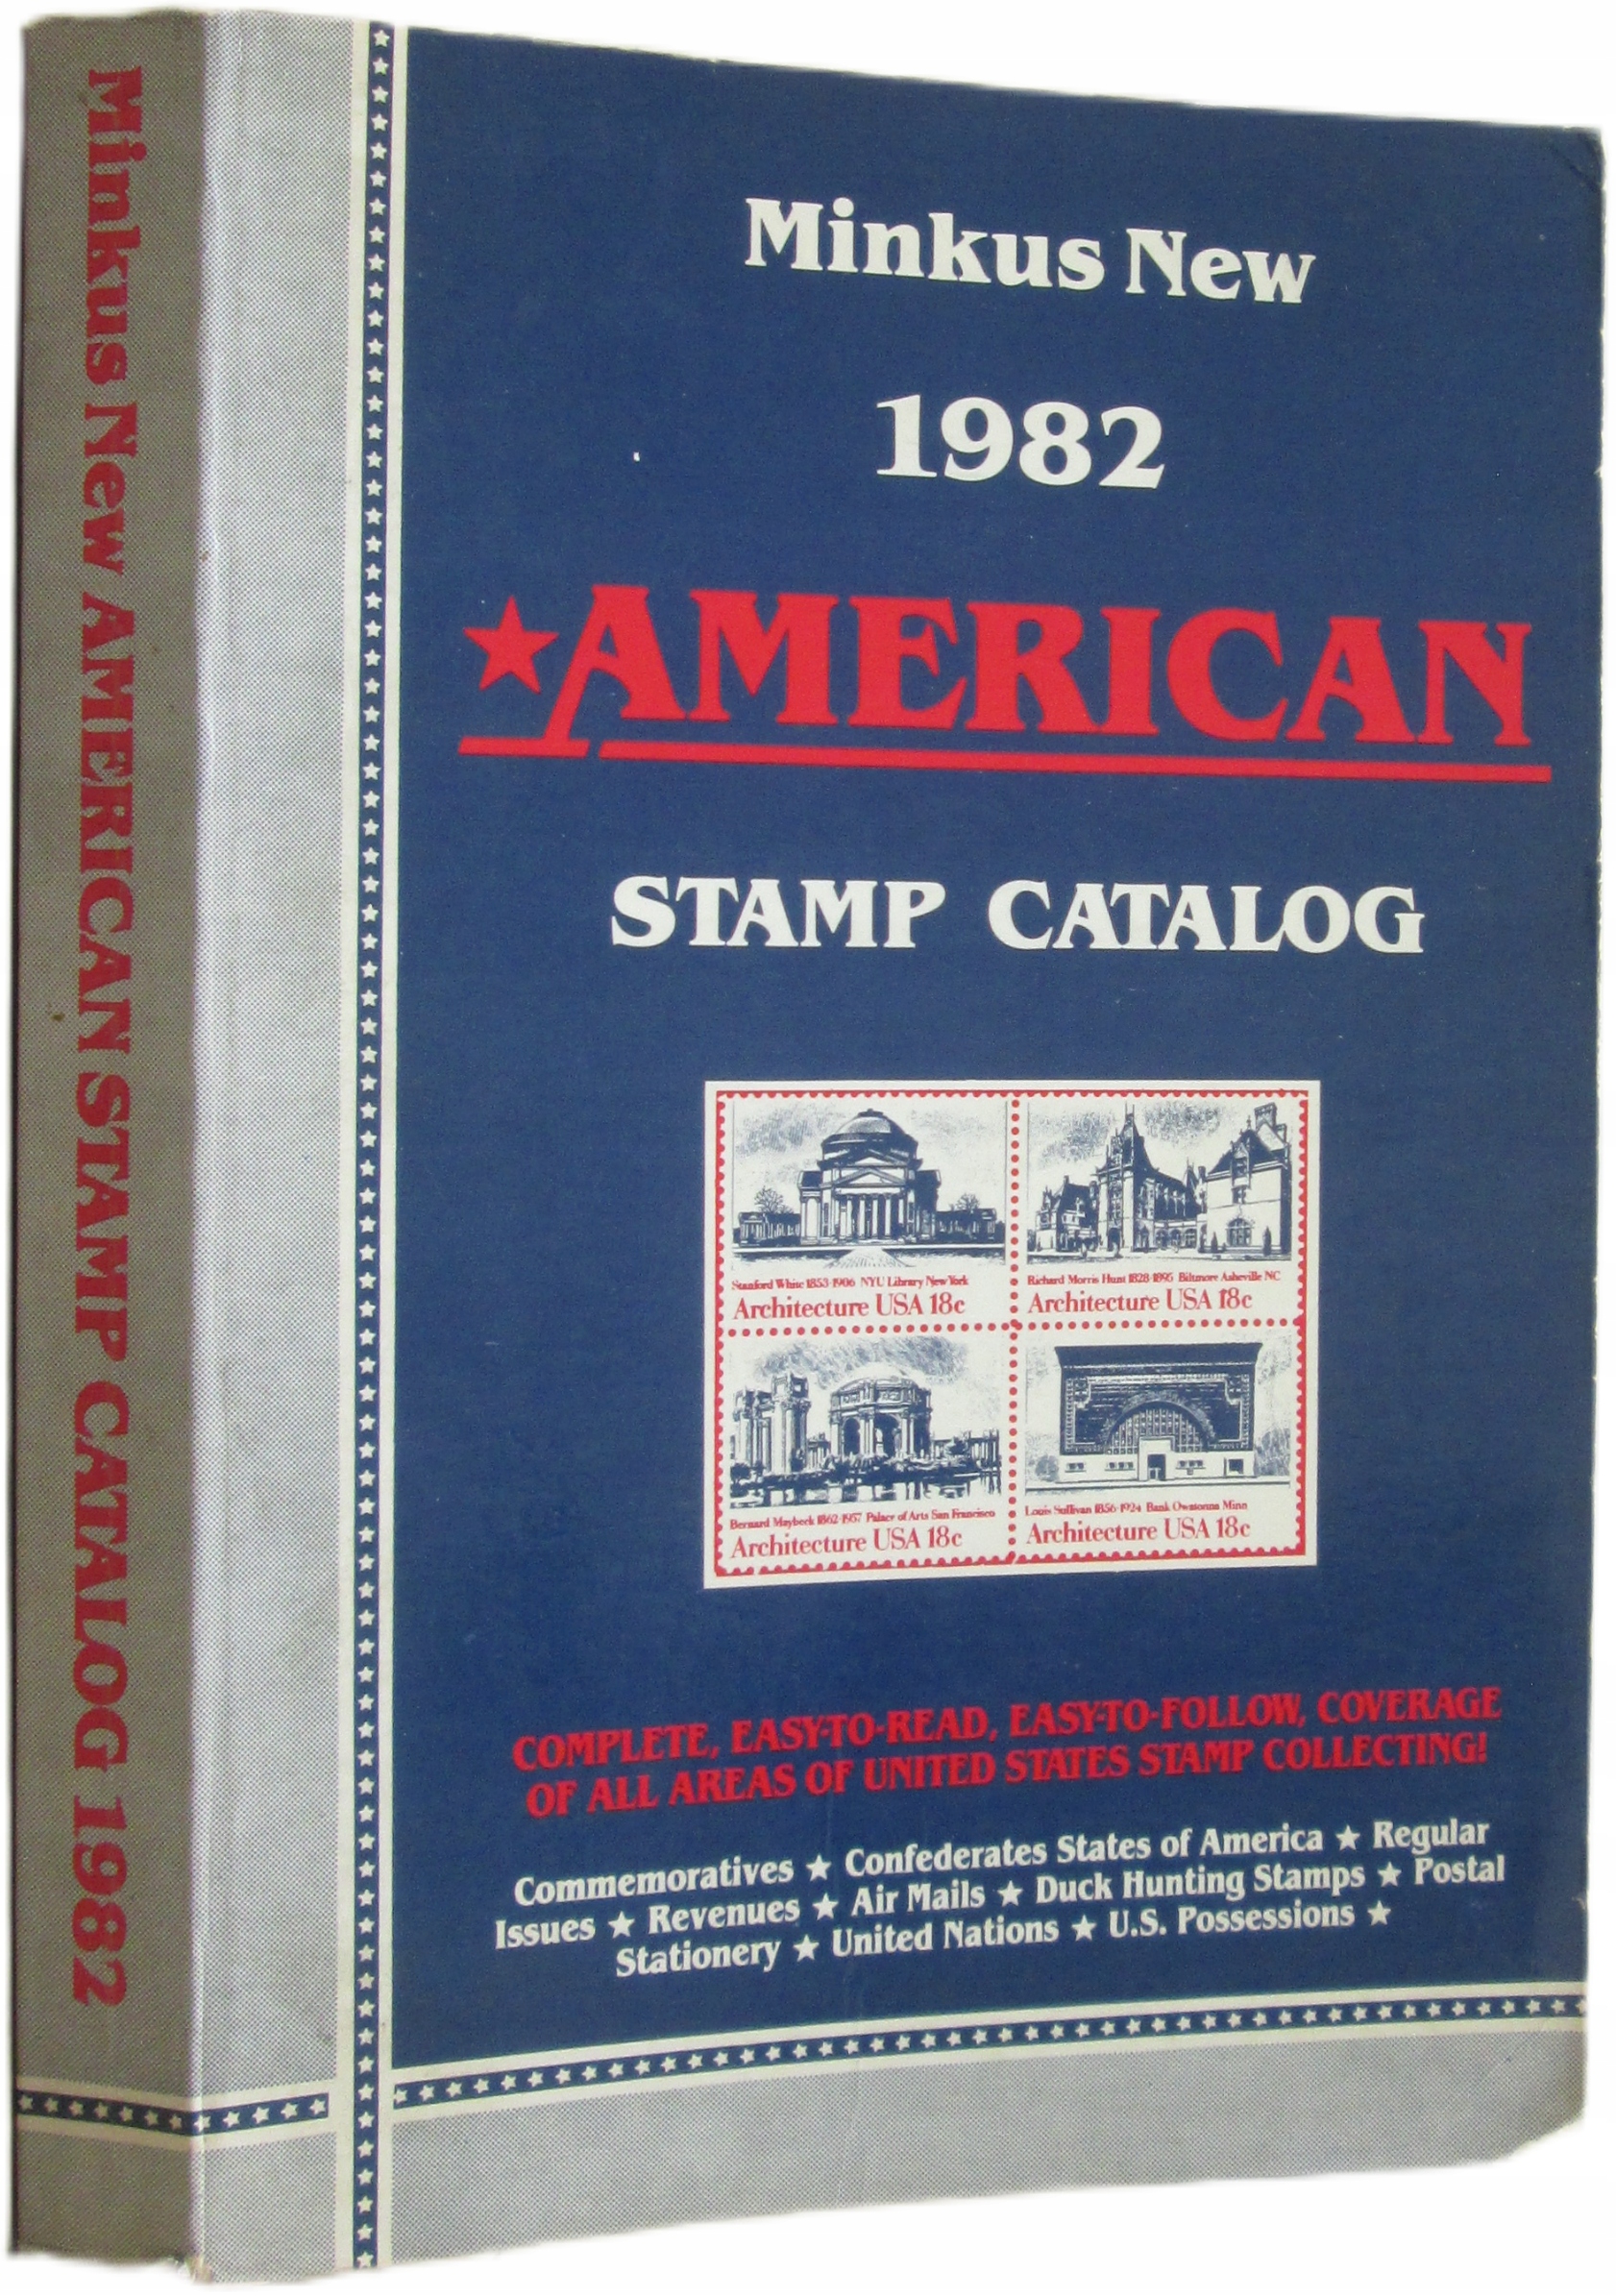 Minkus New AMERICAN STAMP CATALOG 1982
Minkus New
1982
AMERICAN
STAMP CATALOG
Stanford White 1853-1906 NYU Library New York
Architecture USA 18c
Richard Morris Hunt 1828-1895 Biltmore Asheville NC
Architecture USA 18c
Bernard Maybeck 1862-1957 Palace of Arts San Francisco
Architecture USA 18c
Louis Sullivan 1856-1924 Bank Owatonna Minn
Architecture USA 18c
COMPLETE, EASY-TO-READ, EASY-TO-FOLLOW, COVERAGE
OF ALL AREAS OF UNITED STATES STAMP COLLECTING!
Commemoratives ★ Confederates States of America ★ Regular
Issues ★ Revenues ★ Air Mails ★ Duck Hunting Stamps ★ Postal
Stationery ★ United Nations ★ U.S. Possessions ★